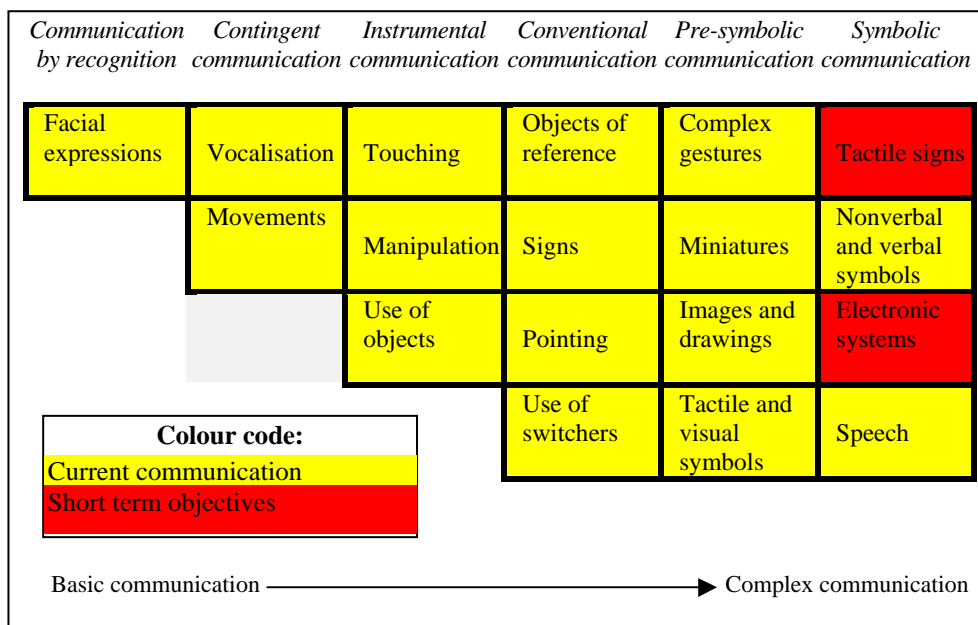 Communication by recognition
Contingent communication
Instrumental communication
Conventional communication
Pre-symbolic communication
Symbolic communication
Facial expressions
Vocalisation
Touching
Objects of reference
Complex gestures
Tactile signs
Movements
Manipulation
Signs
Miniatures
Nonverbal and verbal symbols
Use of objects
Pointing
Images and drawings
Electronic systems
Use of switchers
Tactile and visual symbols
Speech
Colour code:
Current communication
Short term objectives
Basic communication
Complex communication